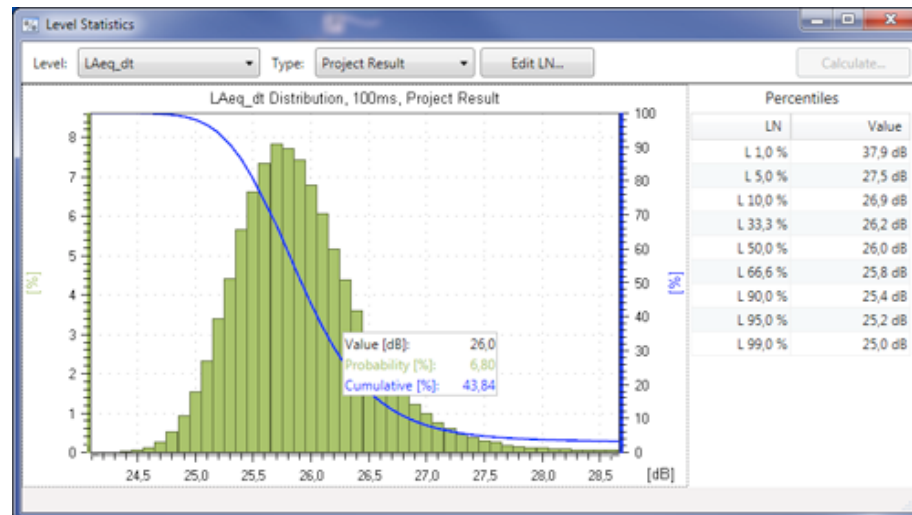 Level Statistics
Level: LAeq_dt Type: Project Result Edit LN... Calculate...
LAeq_dt Distribution, 100ms, Project Result
[%]
8
7
6
5
4
3
2
1
0
24,5 25,0 25,5 26,0 26,5 27,0 27,5 28,0 28,5 [dB]
100
90
80
70
60
50
40
30
20
10
0
[%]
Value [dB]: 26,0
Probability [%]: 6,80
Cumulative [%]: 43,84
Percentiles
LN Value
L 1,0 % 37,9 dB
L 5,0 % 27,5 dB
L 10,0 % 26,9 dB
L 33,3 % 26,2 dB
L 50,0 % 26,0 dB
L 66,6 % 25,8 dB
L 90,0 % 25,4 dB
L 95,0 % 25,2 dB
L 99,0 % 25,0 dB